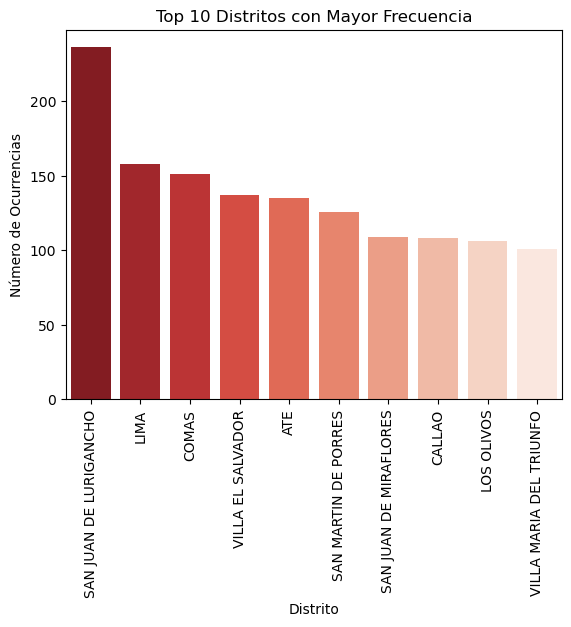 Top 10 Distritos con Mayor Frecuencia
Número de Ocurrencias
200
150
100
50
0
SAN JUAN DE LURIGANCHO
LIMA
COMAS
VILLA EL SALVADOR
ATE
SAN MARTIN DE PORRES
SAN JUAN DE MIRAFLORES
CALLAO
LOS OLIVOS
VILLA MARIA DEL TRIUNFO
Distrito